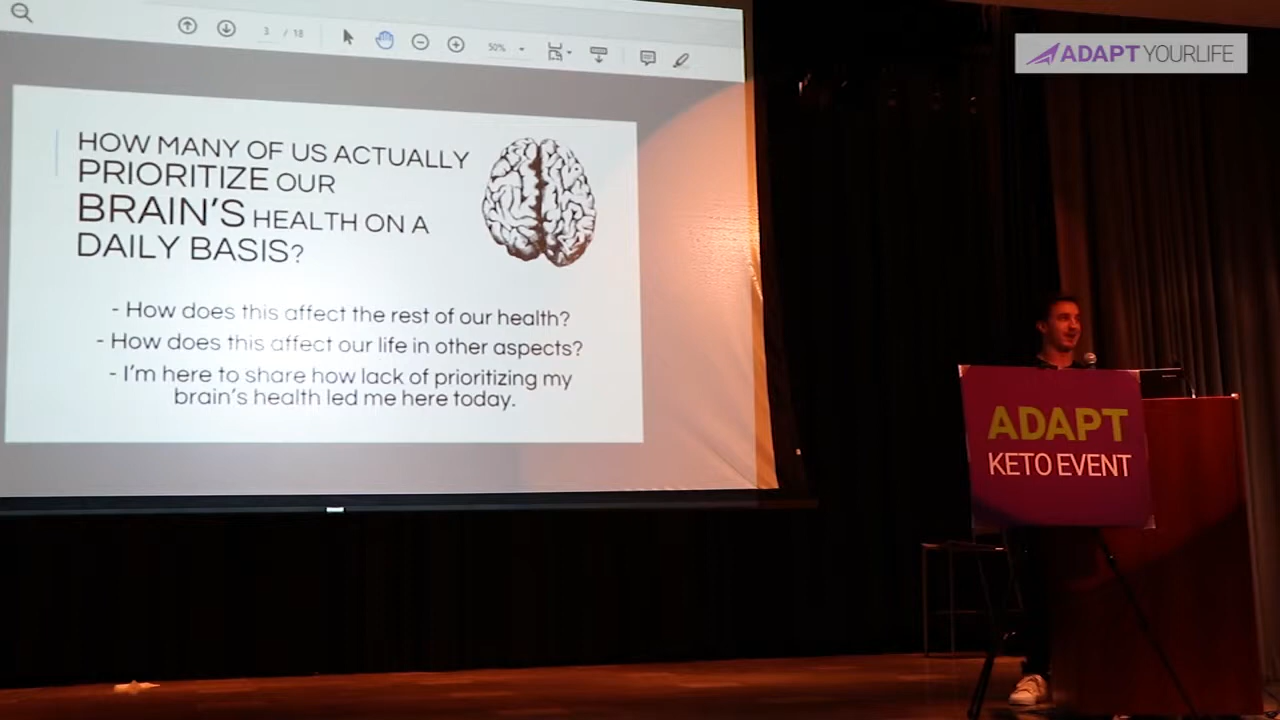 3 / 18
50%
ADAPTYOURLIFE
HOW MANY OF US ACTUALLY
PRIORITIZE OUR
BRAIN'S HEALTH ON A
DAILY BASIS?
- How does this affect the rest of our health?
- How does this affect our life in other aspects?
- I'm here to share how lack of prioritizing my
brain's health led me here today.
ADAPT
KETO EVENT